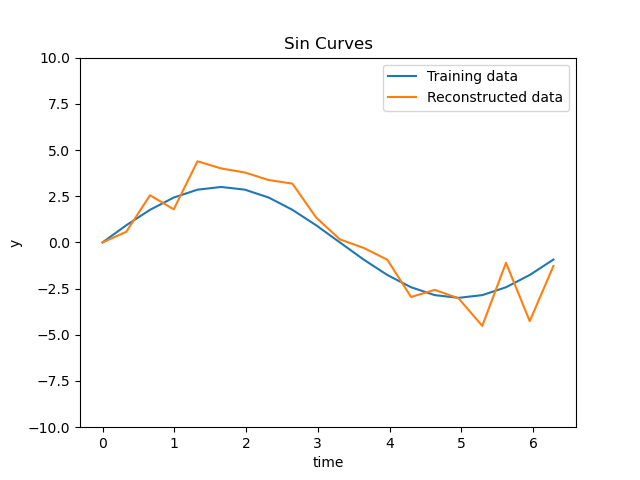 Sin Curves
Training data
Reconstructed data
10.0
7.5
5.0
2.5
0.0
−2.5
−5.0
−7.5
−10.0
y
0 1 2 3 4 5 6
time